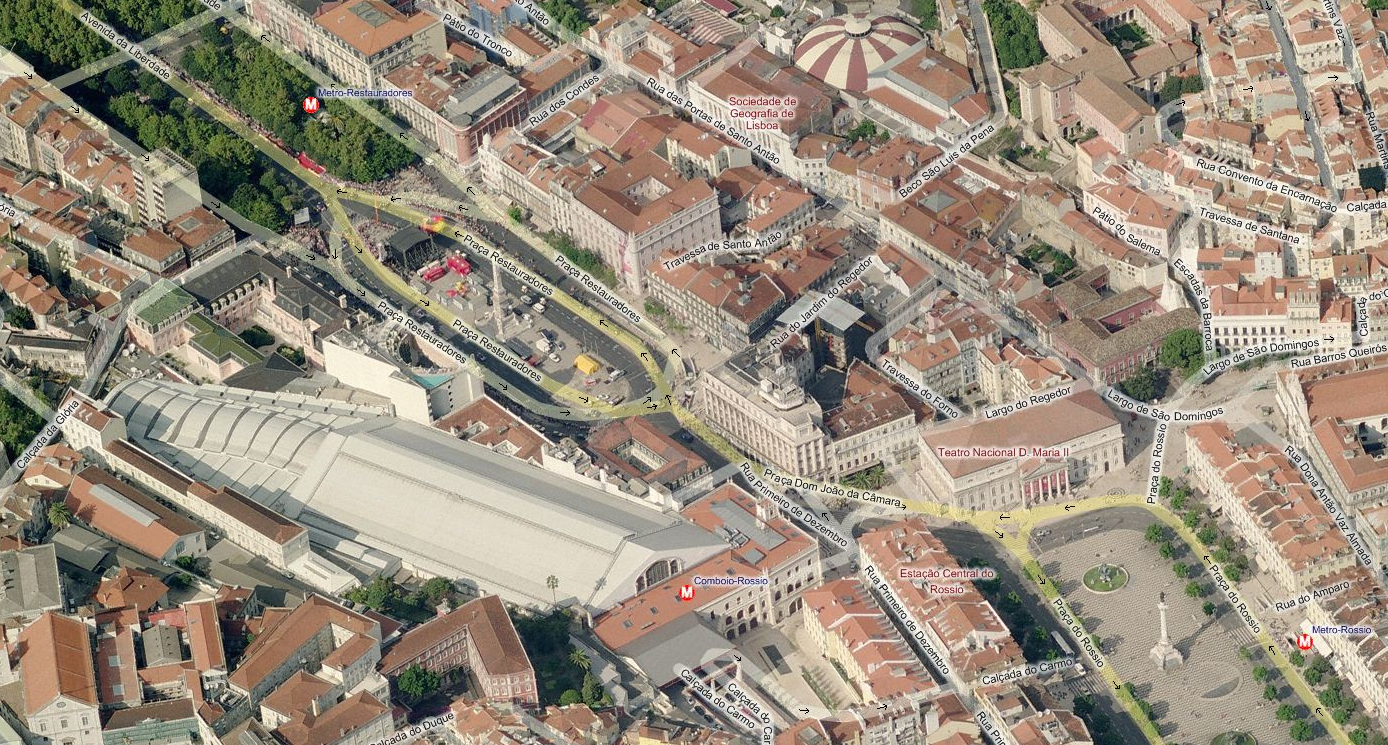 Avenida da Liberdade
Pátio do Tronco
Metro-Restauradores
Rua dos Condes
Rua das Portas de Santo Antão
Sociedade de
Geografia de
Lisboa
Beco São Luis da Pena
Rua Convento da Encarnação
Calçada
Travessa de Santana
Pátio do Salema
Travessa de Santo Antão
Praça Restauradores
Praça Restauradores
Praça Restauradores
Praça Restauradores
Rua do Jardim do Regedor
Escadas da Barroca
Largo de São Domingos
Rua Barros Queirós
Travessa do Forno
Largo do Regedor
Largo de São Domingos
Calçada da Glória
Teatro Nacional D. Maria II
Praça do Rossio
Praça Dom João da Câmara
Rua Primeiro de Dezembro
Rua Dona Antão Vaz Almada
Estação Central do
Rossio
Comboio-Rossio
Rua Primeiro de Dezembro
Praça do Rossio
Praça do Rossio
Rua do Amparo
Metro-Rossio
Calçada do Carmo
Calçada do Carmo
Calçada do Duque